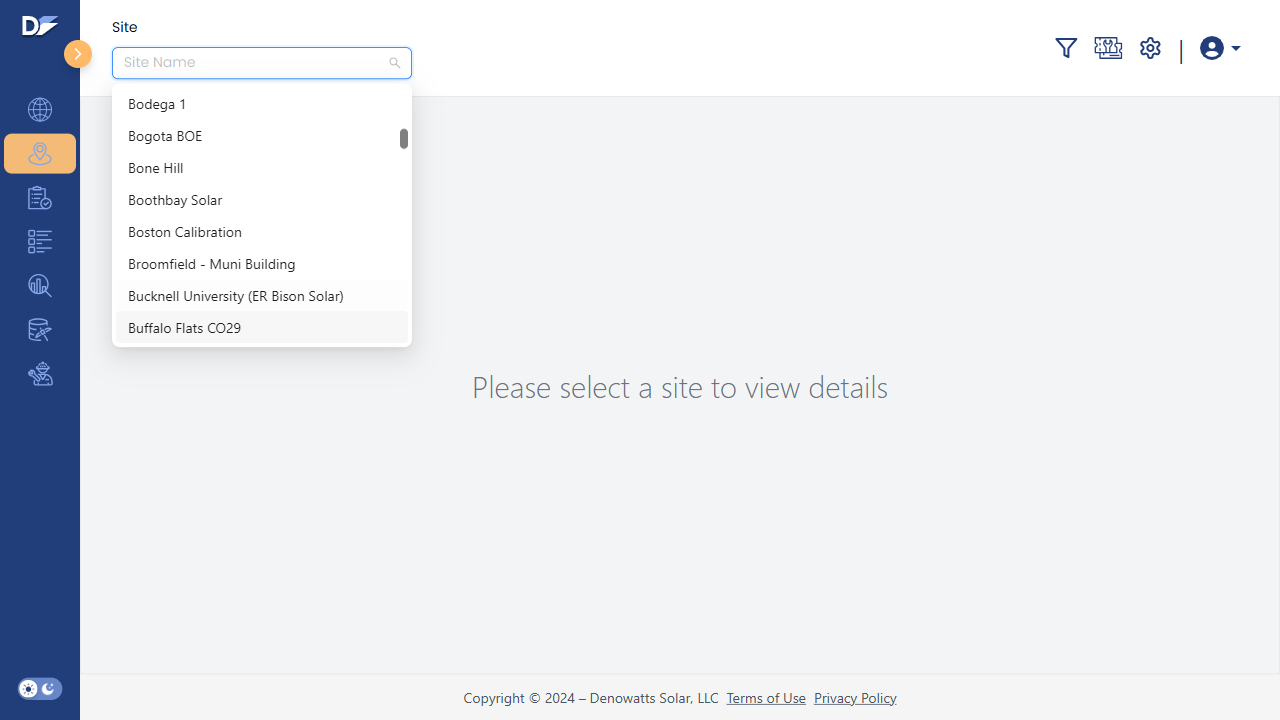 Site
Site Name
Bodega 1
Bogota BOE
Bone Hill
Boothbay Solar
Boston Calibration
Broomfield - Muni Building
Bucknell University (ER Bison Solar)
Buffalo Flats CO29
Please select a site to view details
Copyright © 2024 – Denowatts Solar, LLC Terms of Use Privacy Policy